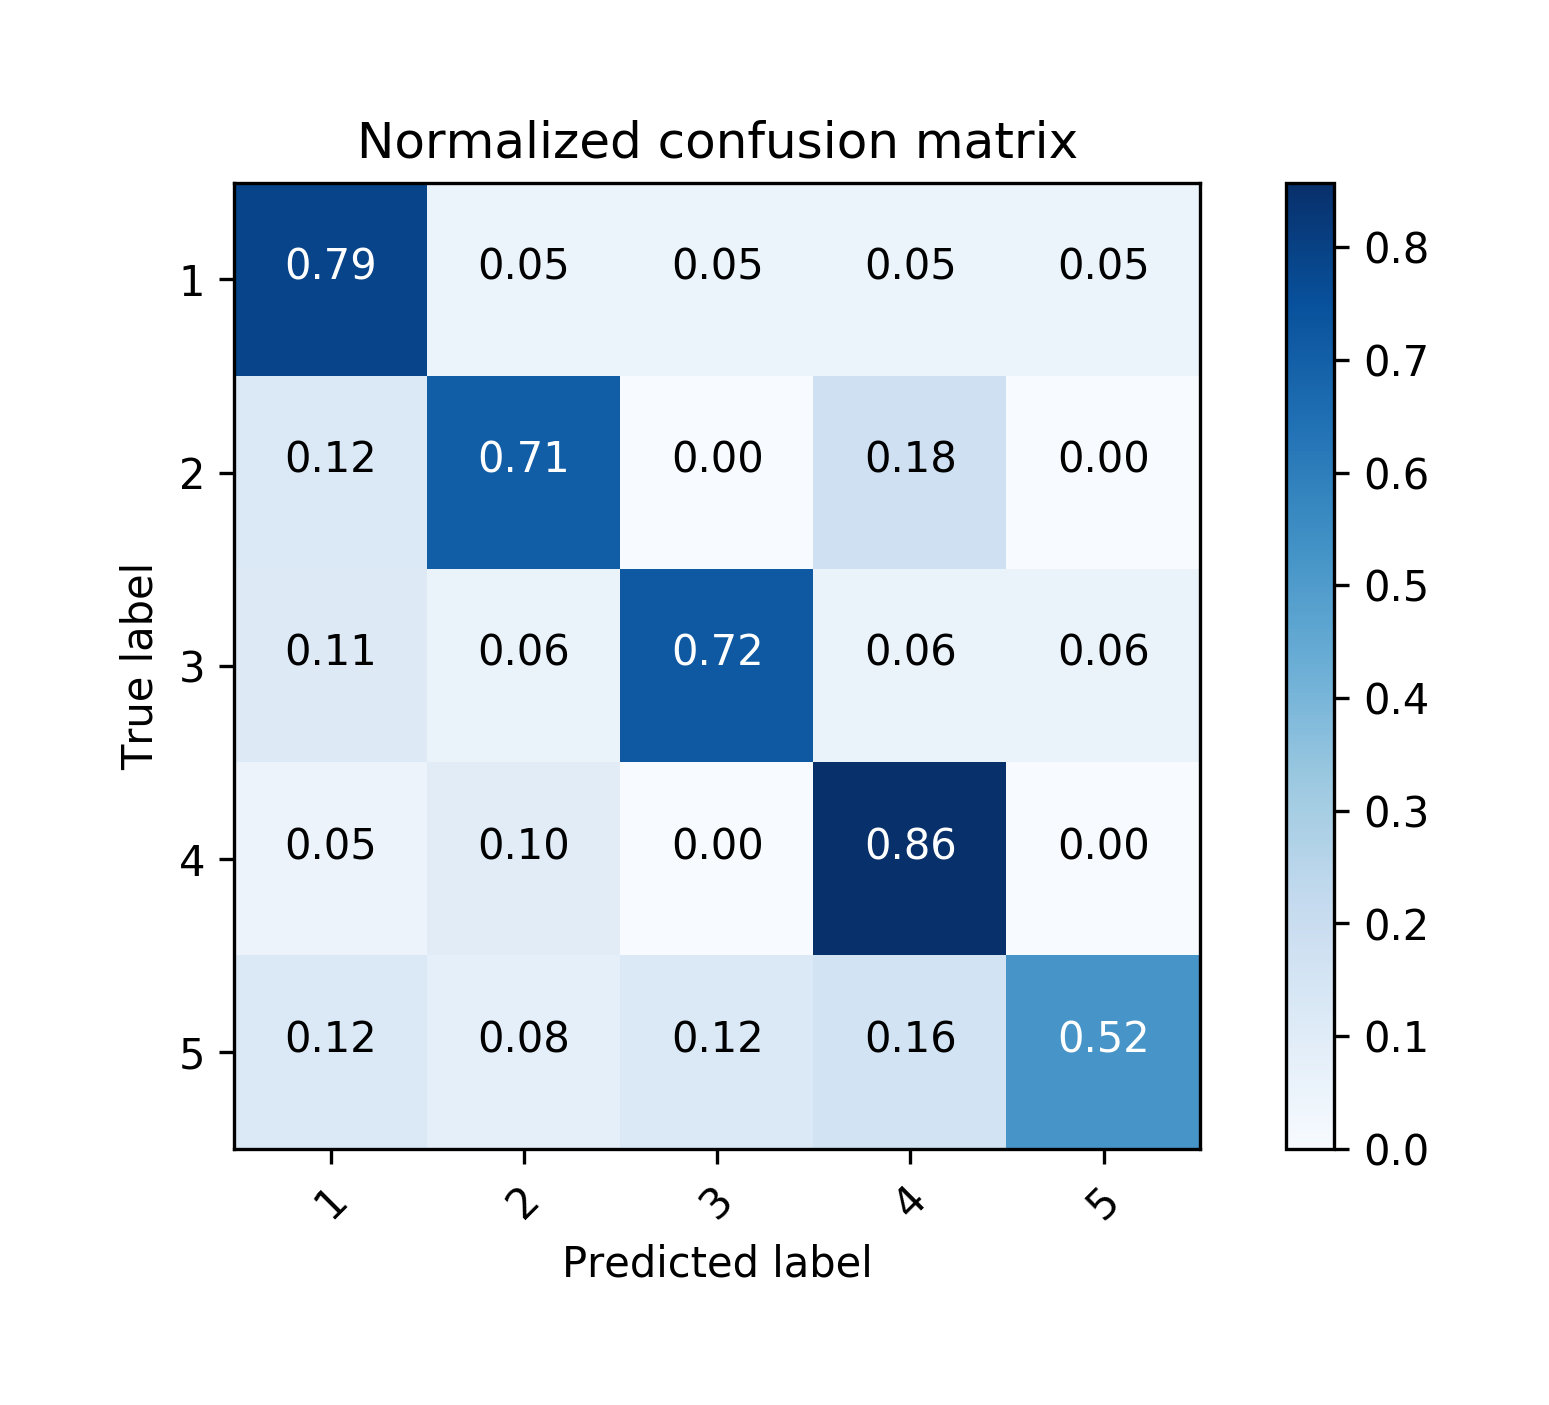 Normalized confusion matrix
1 0.79 0.05 0.05 0.05 0.05
2 0.12 0.71 0.00 0.18 0.00
3 0.11 0.06 0.72 0.06 0.06
4 0.05 0.10 0.00 0.86 0.00
5 0.12 0.08 0.12 0.16 0.52
True label
1 2 3 4 5
Predicted label
0.8
0.7
0.6
0.5
0.4
0.3
0.2
0.1
0.0